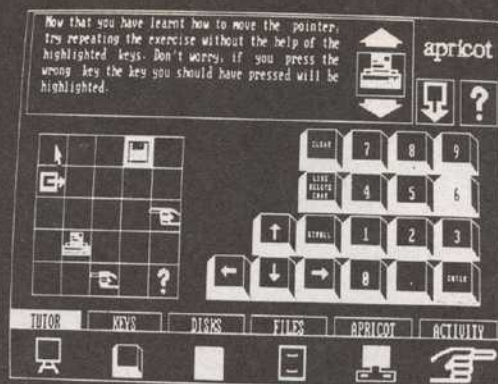 Now that you have learnt how to move the pointer,
try repeating the exercise without the help of the
highlighted keys. Don't worry, if you press the
wrong key the key you should have pressed will be
highlighted.
apricot
?
CLEAR 7 8 9
LINE
DELETE
CHAR
4 5 6
↑ SCROLL 1 2 3
← ↓ → 0 . ENTER
?
TUTOR KEYS DISKS FILES APRICOT ACTIVITY